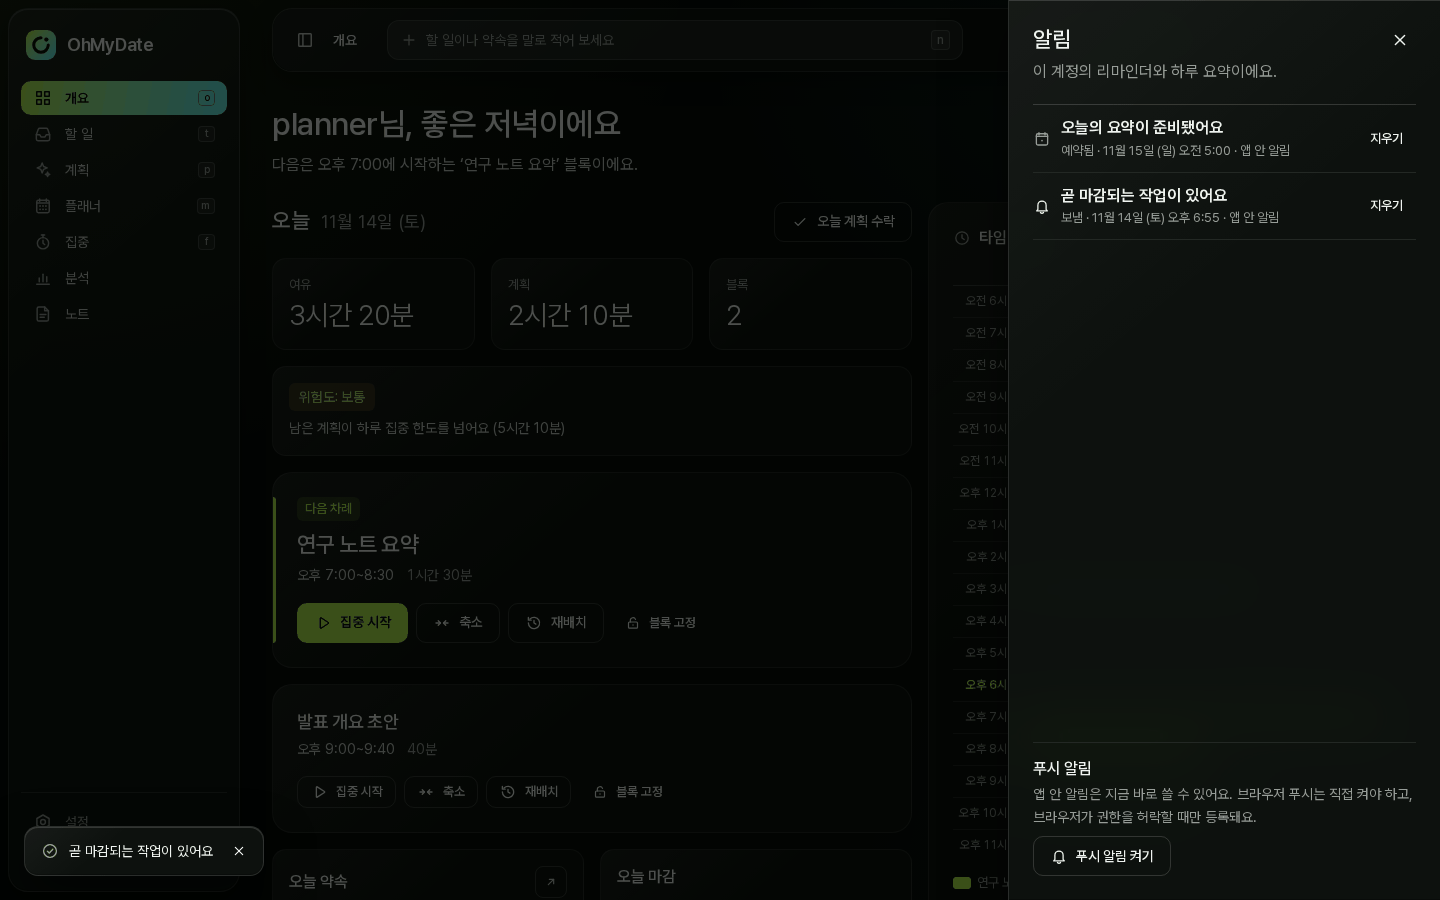 OhMyDate
개요 o
할 일 t
계획 p
플래너 m
집중 f
분석
노트
설정
곧 마감되는 작업이 있어요
개요
할 일이나 약속을 말로 적어 보세요 n
planner님, 좋은 저녁이에요
다음은 오후 7:00에 시작하는 ‘연구 노트 요약’ 블록이에요.
오늘 11월 14일 (토)
오늘 계획 수락
여유
3시간 20분
계획
2시간 10분
블록
2
위험도: 보통
남은 계획이 하루 집중 한도를 넘어요 (5시간 10분)
다음 차례
연구 노트 요약
오후 7:00~8:30 1시간 30분
집중 시작 축소 재배치 블록 고정
발표 개요 초안
오후 9:00~9:40 40분
집중 시작 축소 재배치 블록 고정
오늘 약속
오늘 마감
타임
오전 6시
오전 7시
오전 8시
오전 9시
오전 10시
오전 11시
오후 12시
오후 1시
오후 2시
오후 3시
오후 4시
오후 5시
오후 6시
오후 7시
오후 8시
오후 9시
오후 10시
오후 11시
연구
알림
이 계정의 리마인더와 하루 요약이에요.
오늘의 요약이 준비됐어요
예약됨 · 11월 15일 (일) 오전 5:00 · 앱 안 알림
지우기
곧 마감되는 작업이 있어요
보냄 · 11월 14일 (토) 오후 6:55 · 앱 안 알림
지우기
푸시 알림
앱 안 알림은 지금 바로 쓸 수 있어요. 브라우저 푸시는 직접 켜야 하고,
브라우저가 권한을 허락할 때만 등록돼요.
푸시 알림 켜기